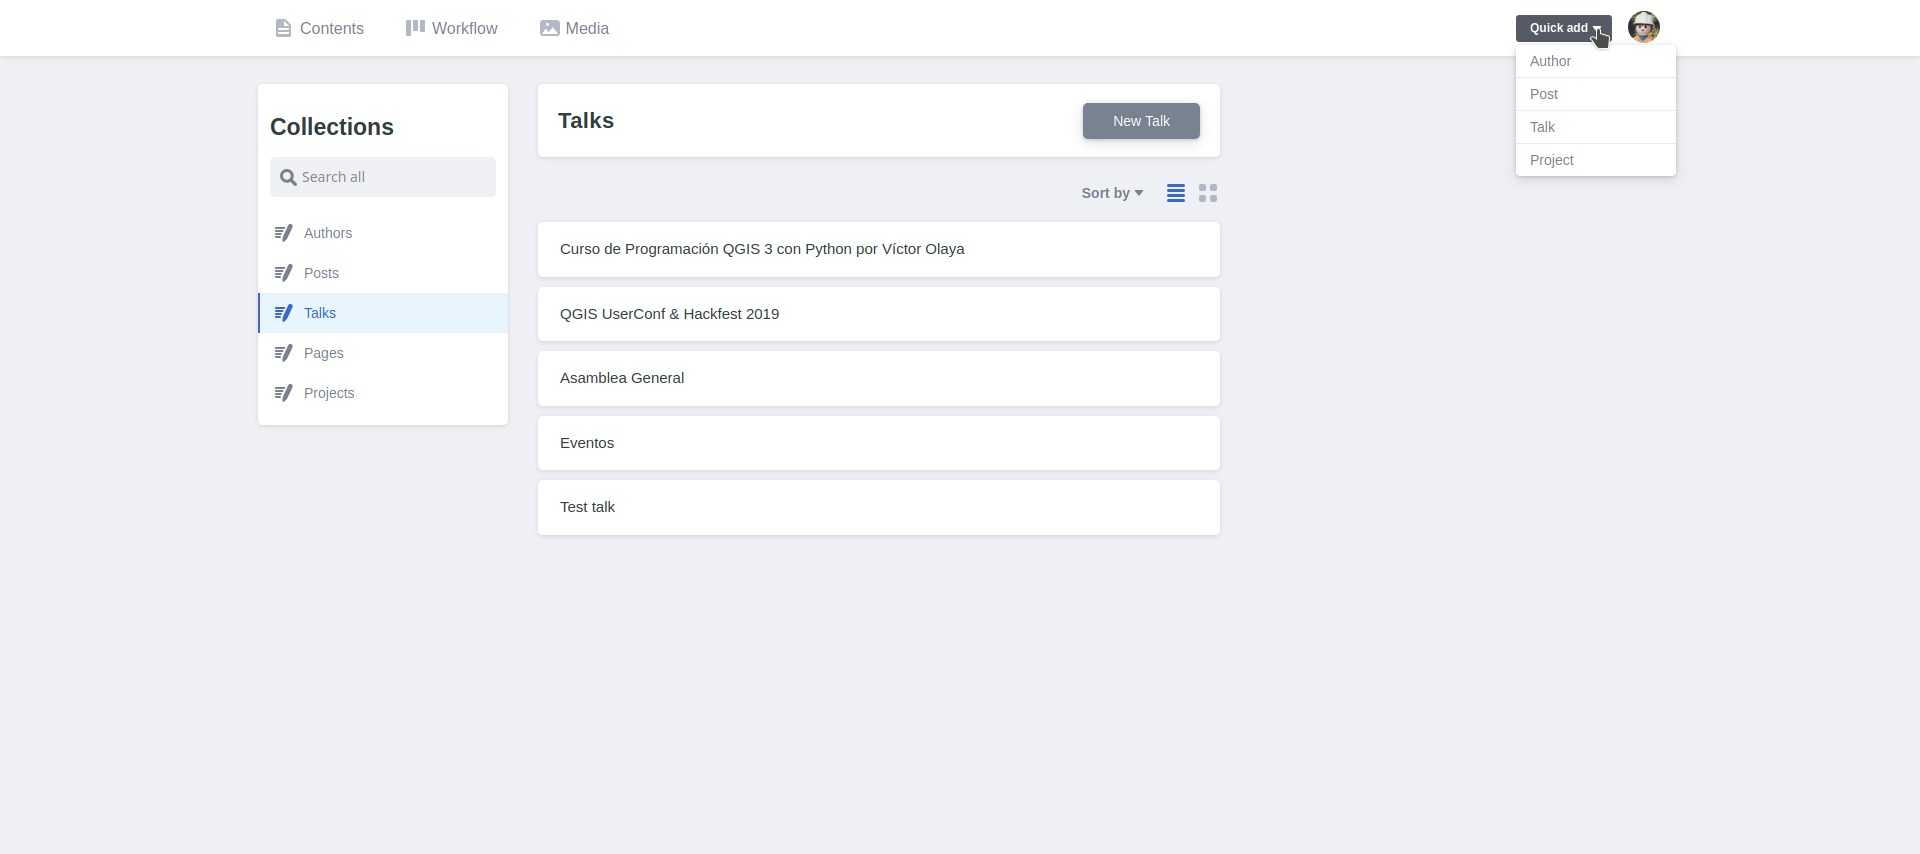 Contents
Workflow
Media
Quick add
Author
Post
Talk
Project
Collections
Search all
Authors
Posts
Talks
Pages
Projects
Talks
New Talk
Sort by
Curso de Programación QGIS 3 con Python por Víctor Olaya
QGIS UserConf & Hackfest 2019
Asamblea General
Eventos
Test talk